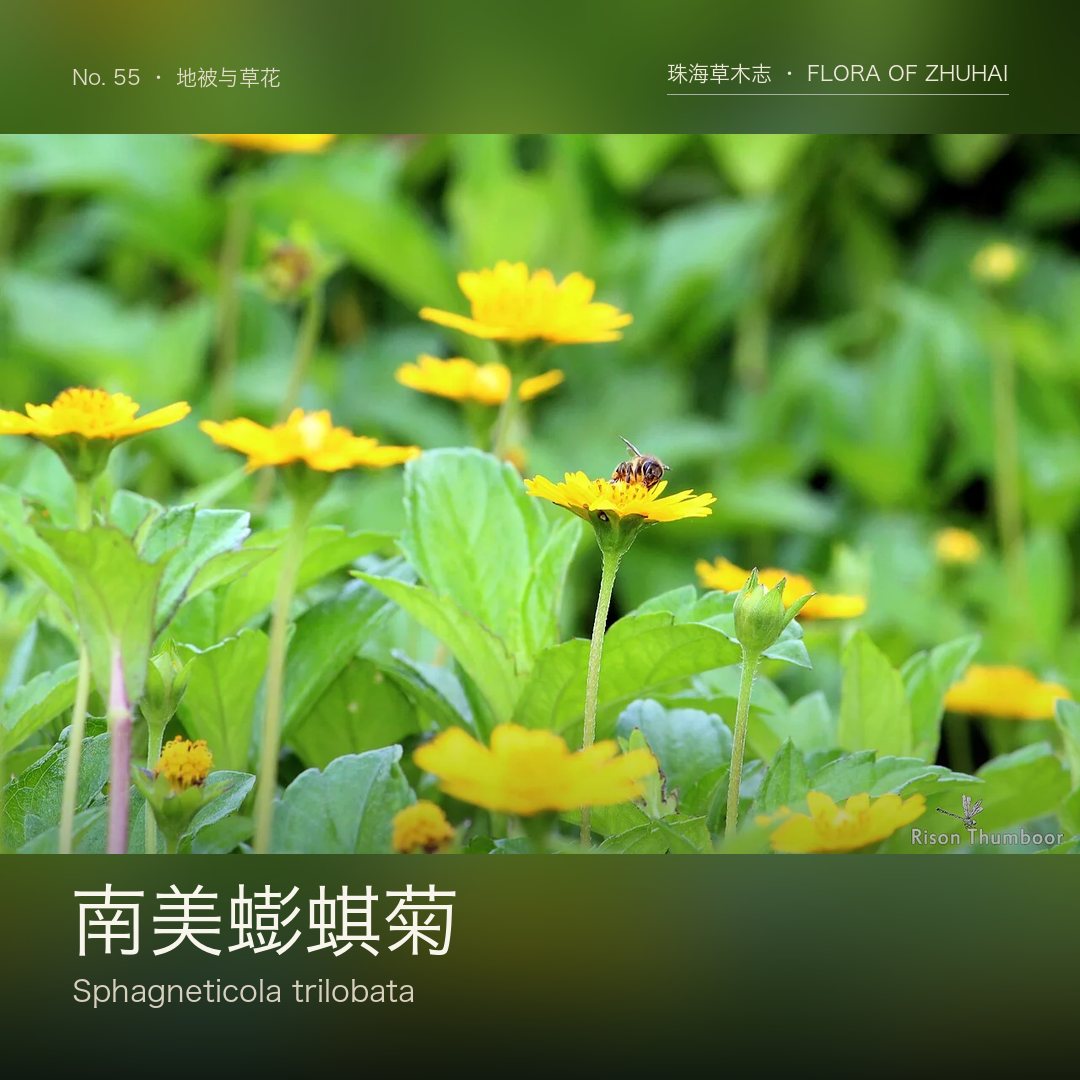 No. 55 · 地被与草花
珠海草木志 · FLORA OF ZHUHAI
Rison Thumboor
南美蟛蜞菊
Sphagneticola trilobata